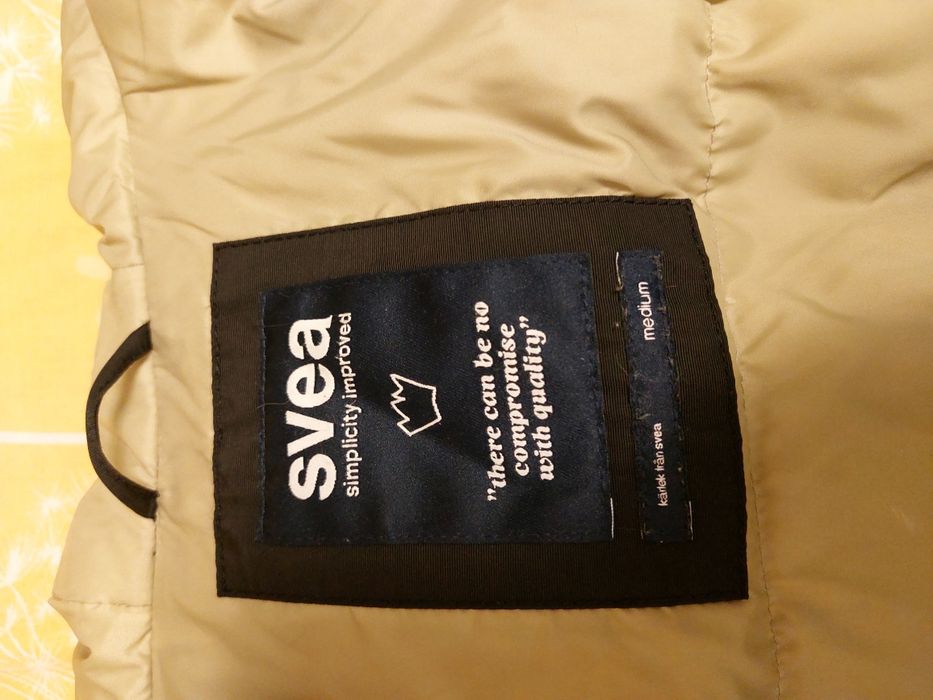 svea
simplicity improved
"there can be no
compromise
with quality"
kärlek från svea
medium